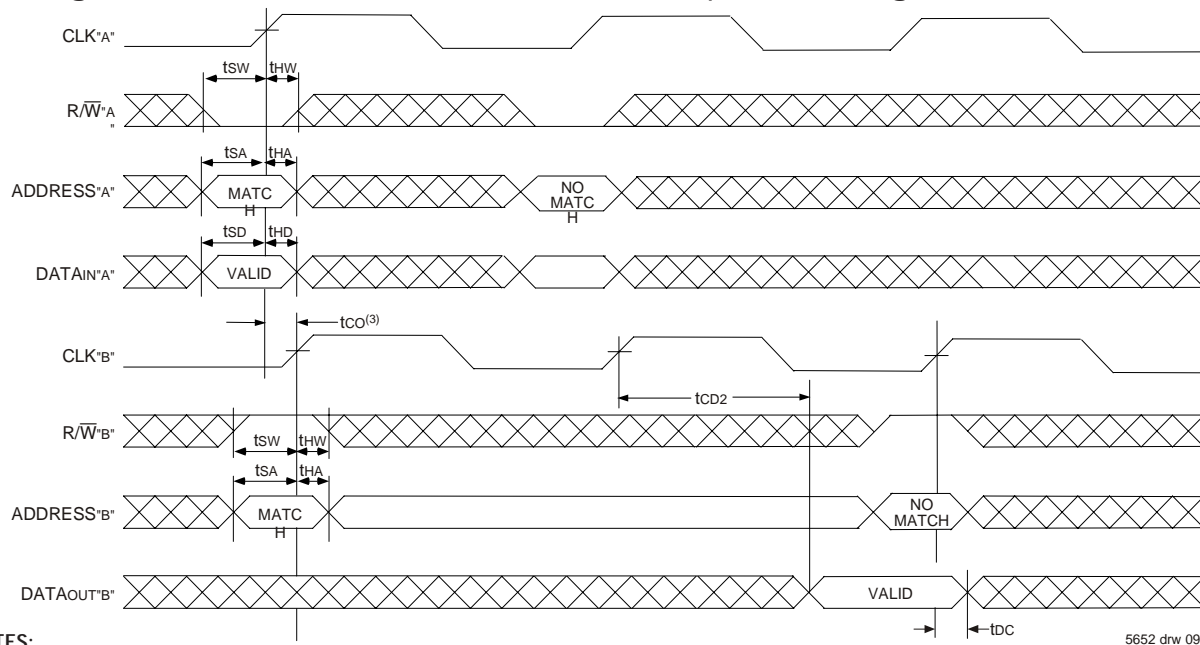 CLK"A"
tSW tHW
R/W"A
"
tSA tHA
ADDRESS"A"
MATC
H
NO
MATC
H
tSD tHD
DATAIN"A"
VALID
tCO(3)
CLK"B"
tCD2
R/W"B"
tSW tHW
tSA tHA
ADDRESS"B"
MATC
H
NO
MATCH
DATAOUT"B"
VALID
tDC
5652 drw 09